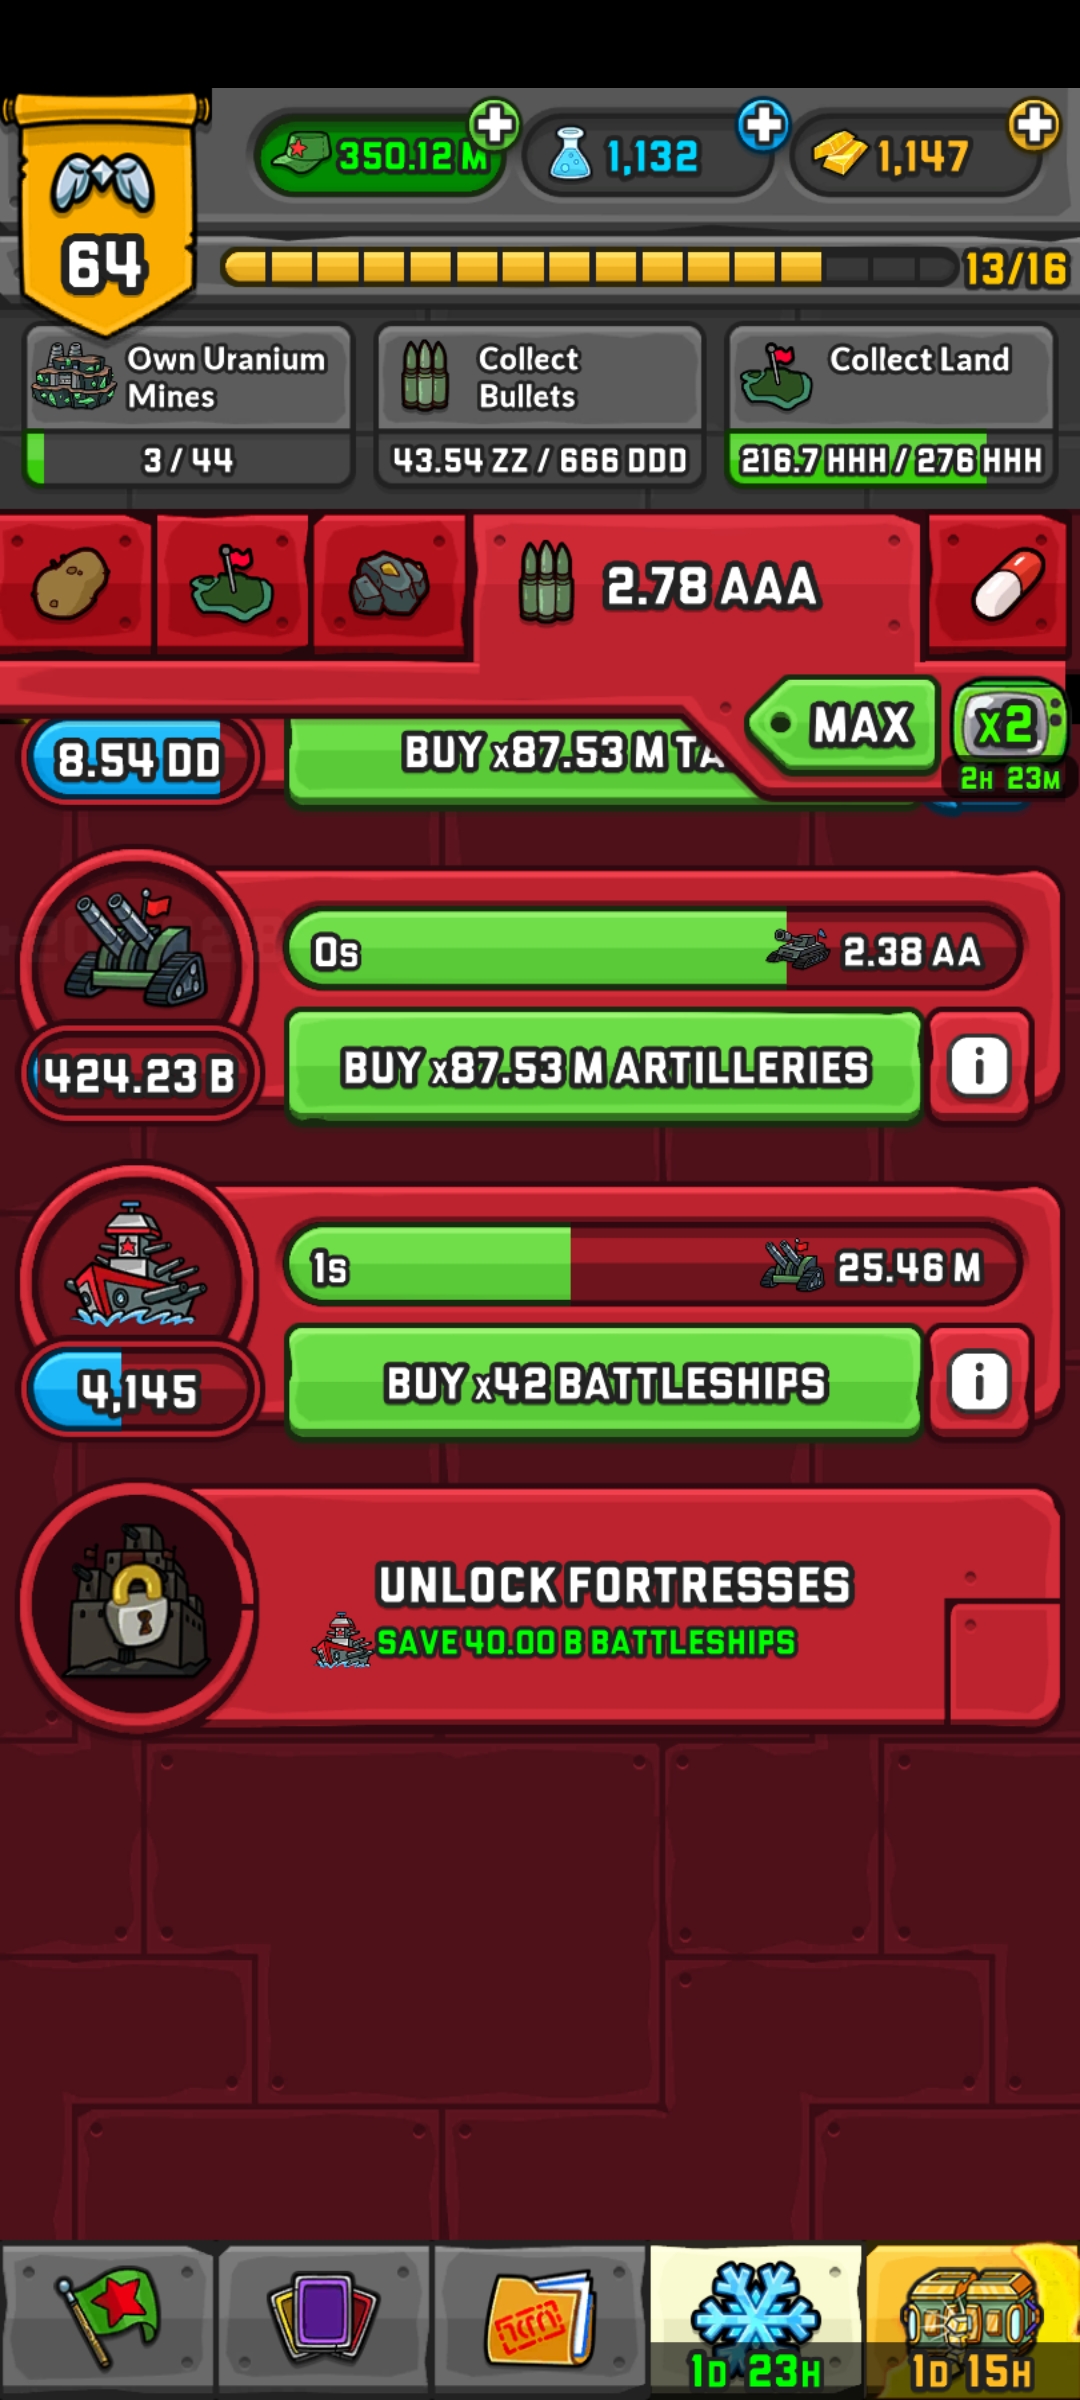 350.12 M
1,132
1,147
64
13/16
Own Uranium
Mines
3 / 44
Collect
Bullets
43.54 ZZ / 666 DDD
Collect Land
216.7 HHH / 276 HHH
2.78 AAA
MAX
x2
2H 23M
8.54 DD
BUY x87.53 M TA
0s
2.38 AA
424.23 B
BUY x87.53 M ARTILLERIES
i
1s
25.46 M
4,145
BUY x42 BATTLESHIPS
i
UNLOCK FORTRESSES
SAVE 40.00 B BATTLESHIPS
1D 23H
1D 15H